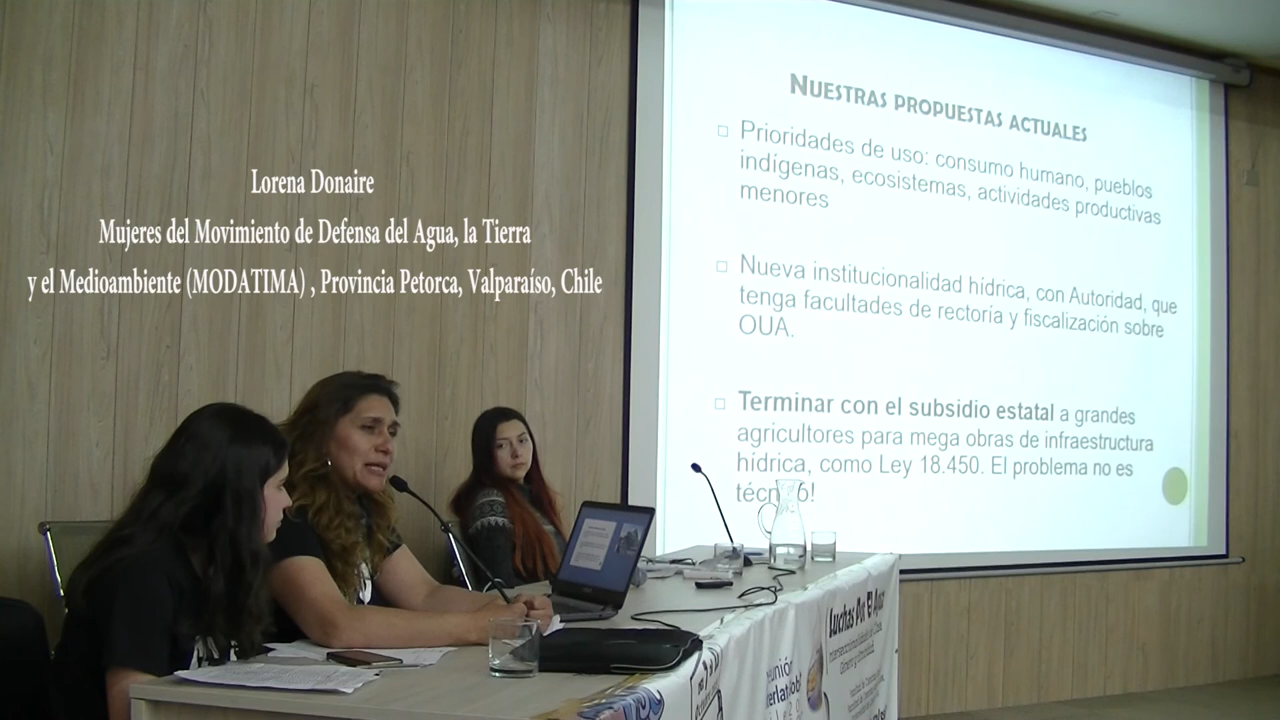 Lorena Donaire
Mujeres del Movimiento de Defensa del Agua, la Tierra
y el Medioambiente (MODATIMA) , Provincia Petorca, Valparaíso, Chile
NUESTRAS PROPUESTAS ACTUALES
Prioridades de uso: consumo humano, pueblos
indígenas, ecosistemas, actividades productivas
menores
Nueva institucionalidad hídrica, con Autoridad, que
tenga facultades de rectoría y fiscalización sobre
OUA.
Terminar con el subsidio estatal a grandes
agricultores para mega obras de infraestructura
hídrica, como Ley 18.450. El problema no es
técnico!
Luchas Por El Agua